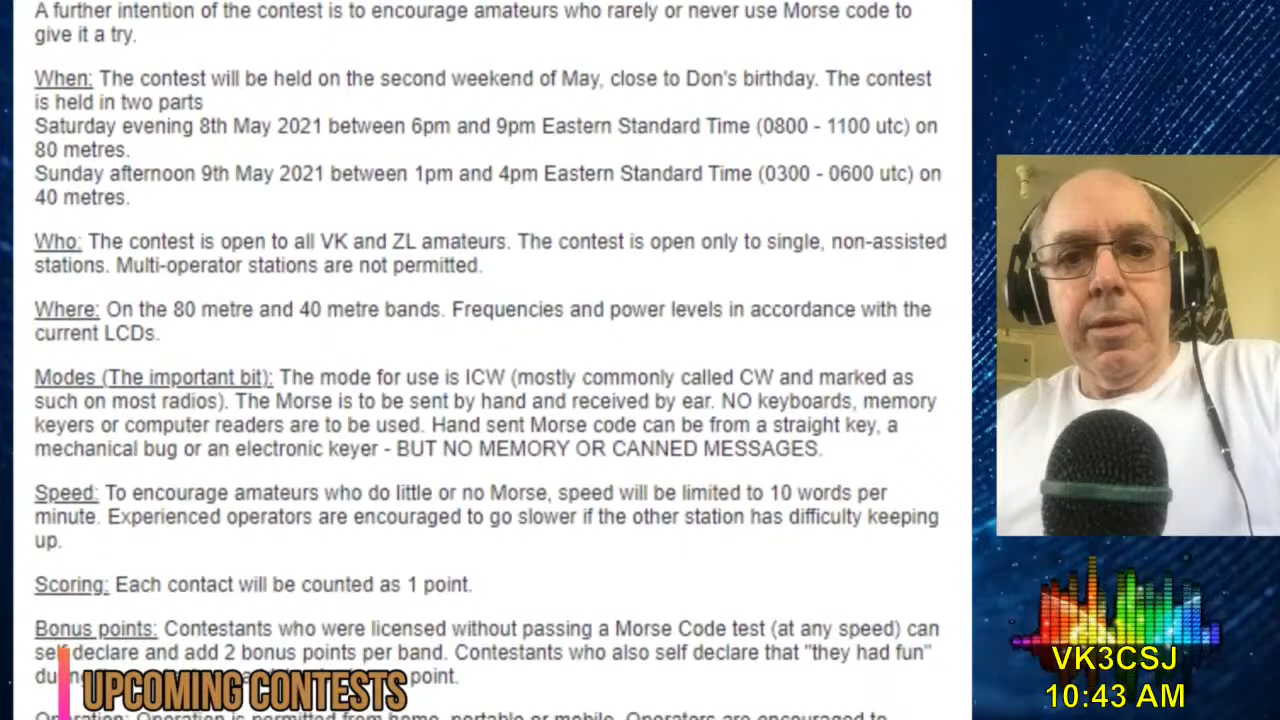 A further intention of the contest is to encourage amateurs who rarely or never use Morse code to
give it a try.
When: The contest will be held on the second weekend of May, close to Don's birthday. The contest
is held in two parts
Saturday evening 8th May 2021 between 6pm and 9pm Eastern Standard Time (0800 - 1100 utc) on
80 metres.
Sunday afternoon 9th May 2021 between 1pm and 4pm Eastern Standard Time (0300 - 0600 utc) on
40 metres.
Who: The contest is open to all VK and ZL amateurs. The contest is open only to single, non-assisted
stations. Multi-operator stations are not permitted.
Where: On the 80 metre and 40 metre bands. Frequencies and power levels in accordance with the
current LCDs.
Modes (The important bit): The mode for use is ICW (mostly commonly called CW and marked as
such on most radios). The Morse is to be sent by hand and received by ear. NO keyboards, memory
keyers or computer readers are to be used. Hand sent Morse code can be from a straight key, a
mechanical bug or an electronic keyer - BUT NO MEMORY OR CANNED MESSAGES.
Speed: To encourage amateurs who do little or no Morse, speed will be limited to 10 words per
minute. Experienced operators are encouraged to go slower if the other station has difficulty keeping
up.
Scoring: Each contact will be counted as 1 point.
Bonus points: Contestants who were licensed without passing a Morse Code test (at any speed) can
self declare and add 2 bonus points per band. Contestants who also self declare that "they had fun"
point.
Operation: Operation is permitted from home, portable or mobile. Operators are encouraged to
UPCOMING CONTESTS
VK3CSJ
10:43 AM